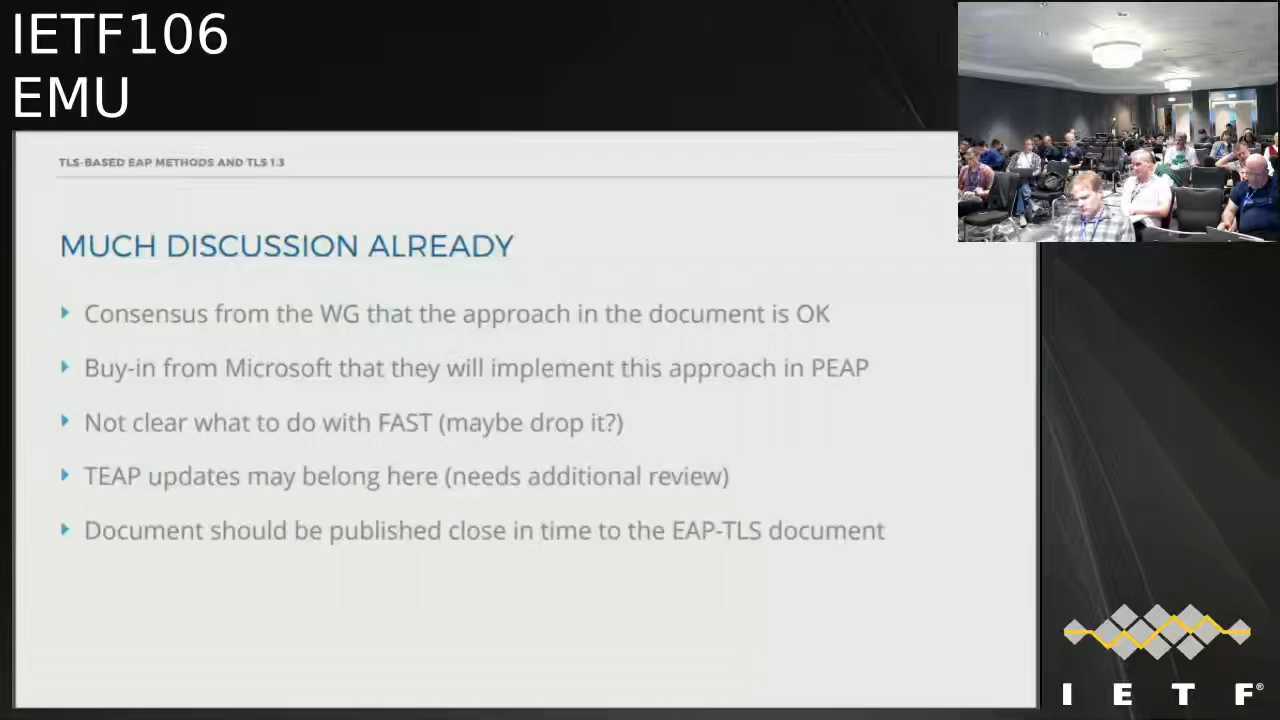 IETF106
EMU
TLS-BASED EAP METHODS AND TLS 1.3
MUCH DISCUSSION ALREADY
Consensus from the WG that the approach in the document is OK
Buy-in from Microsoft that they will implement this approach in PEAP
Not clear what to do with FAST (maybe drop it?)
TEAP updates may belong here (needs additional review)
Document should be published close in time to the EAP-TLS document
I E T F®